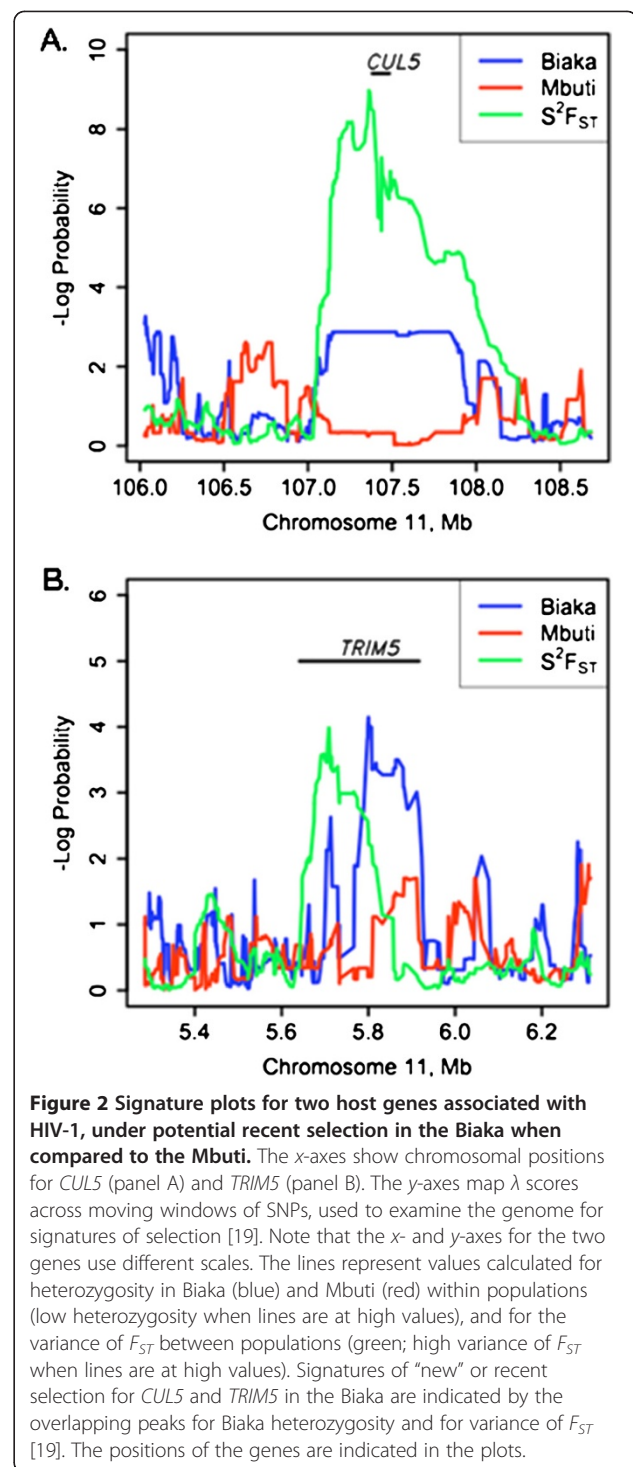 A.
CUL5
Biaka
Mbuti
S²F_ST
10
8
6
4
2
0
-Log Probability
106.0 106.5 107.0 107.5 108.0 108.5
Chromosome 11, Mb
B.
TRIM5
Biaka
Mbuti
S²F_ST
6
5
4
3
2
1
0
-Log Probability
5.4 5.6 5.8 6.0 6.2
Chromosome 11, Mb
Figure 2 Signature plots for two host genes associated with
HIV-1, under potential recent selection in the Biaka when
compared to the Mbuti. The x-axes show chromosomal positions
for CUL5 (panel A) and TRIM5 (panel B). The y-axes map λ scores
across moving windows of SNPs, used to examine the genome for
signatures of selection [19]. Note that the x- and y-axes for the two
genes use different scales. The lines represent values calculated for
heterozygosity in Biaka (blue) and Mbuti (red) within populations
(low heterozygosity when lines are at high values), and for the
variance of F_ST between populations (green; high variance of F_ST
when lines are at high values). Signatures of “new” or recent
selection for CUL5 and TRIM5 in the Biaka are indicated by the
overlapping peaks for Biaka heterozygosity and for variance of F_ST
[19]. The positions of the genes are indicated in the plots.